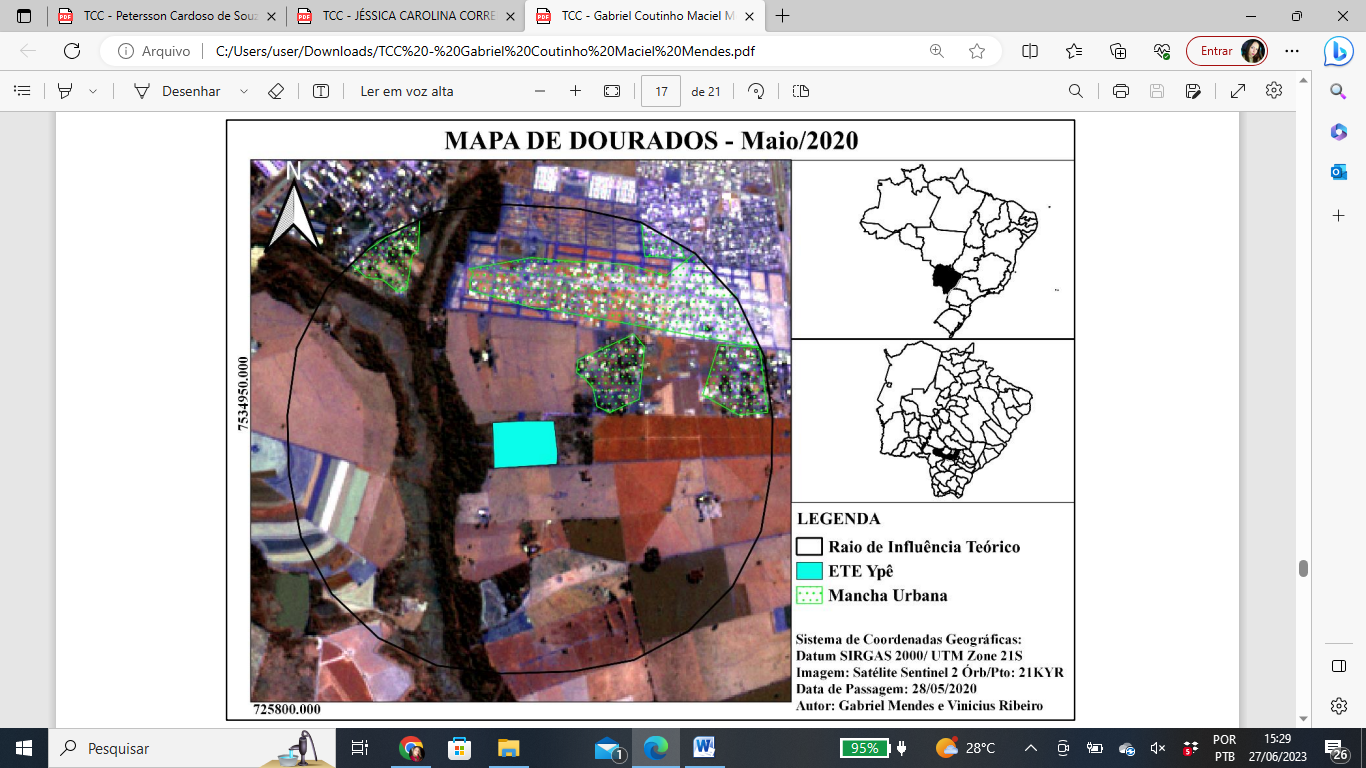 TCC - Petersson Cardoso de Souz
TCC - JÉSSICA CAROLINA CORRE
TCC - Gabriel Coutinho Maciel M
Arquivo
C:/Users/user/Downloads/TCC%20-%20Gabriel%20Coutinho%20Maciel%20Mendes.pdf
Entrar
Desenhar
Ler em voz alta
17
de 21
MAPA DE DOURADOS - Maio/2020
N
7534950.000
725800.000
LEGENDA
Raio de Influência Teórico
ETE Ypê
Mancha Urbana
Sistema de Coordenadas Geográficas:
Datum SIRGAS 2000/ UTM Zone 21S
Imagem: Satélite Sentinel 2 Órb/Pto: 21KYR
Data de Passagem: 28/05/2020
Autor: Gabriel Mendes e Vinicius Ribeiro
Pesquisar
1
95%
28°C
POR
PTB
15:29
27/06/2023
26